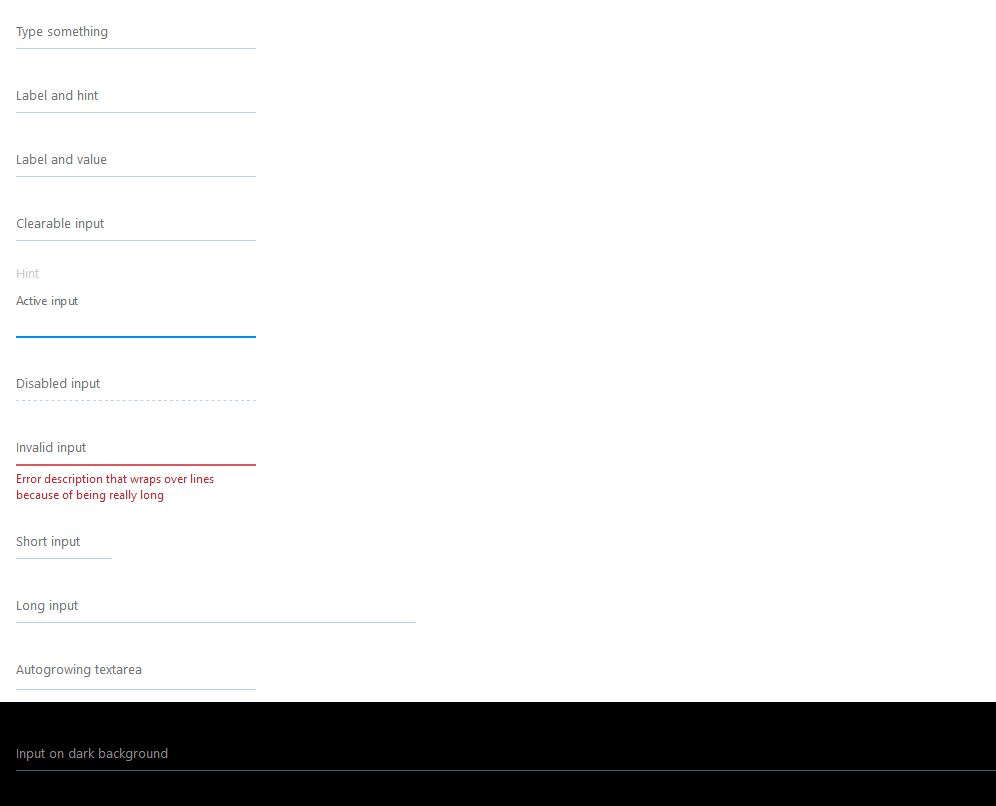 Type something
Label and hint
Label and value
Clearable input
Hint
Active input
Disabled input
Invalid input
Error description that wraps over lines
because of being really long
Short input
Long input
Autogrowing textarea
Input on dark background